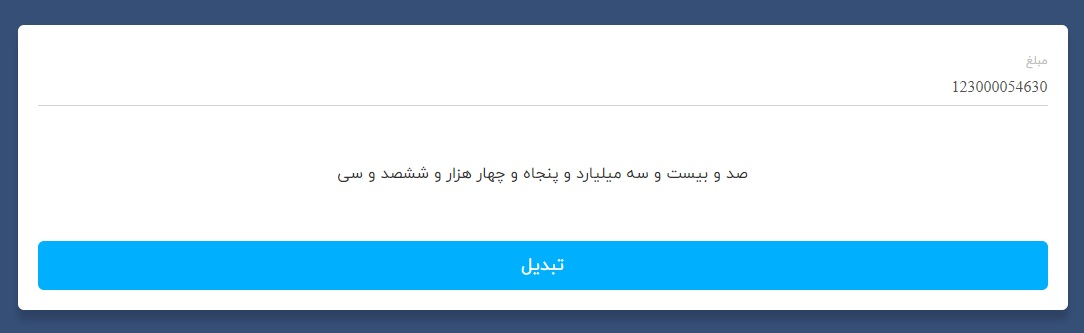 مبلغ
123000054630
صد و بیست و سه میلیارد و پنجاه و چهار هزار و ششصد و سی
تبدیل